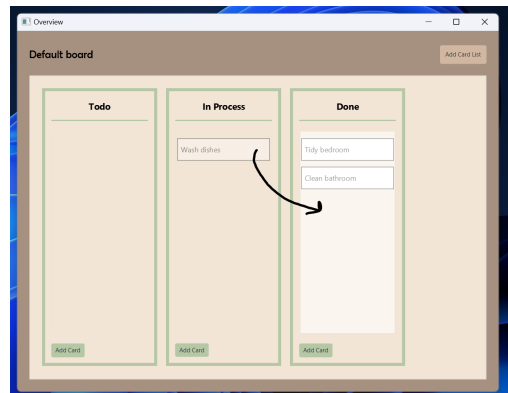 Overview
Default board
Add Card List
Todo
In Process
Done
Wash dishes
Tidy bedroom
Clean bathroom
Add Card
Add Card
Add Card